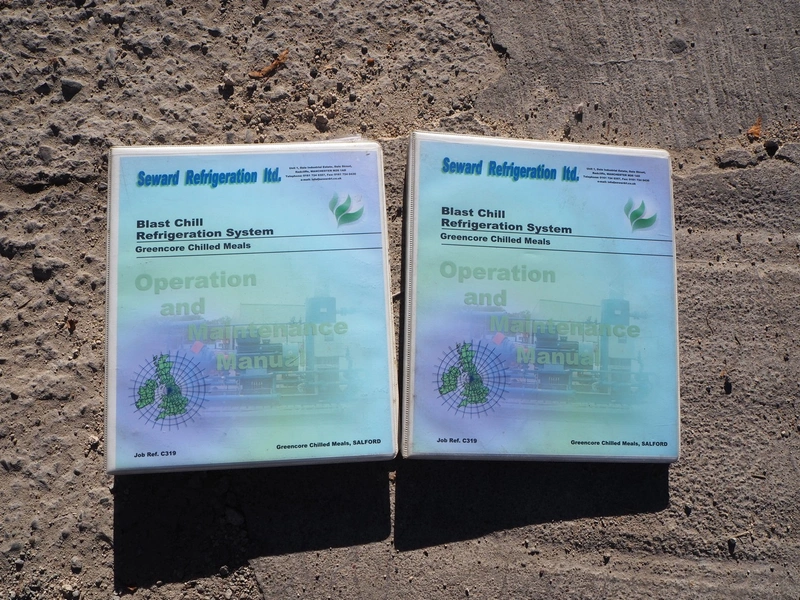 Seward Refrigeration ltd.
Blast Chill
Refrigeration System
Greencore Chilled Meals
Operation
and
Maintenance
Manual
Job Ref. C319
Greencore Chilled Meals, SALFORD
Seward Refrigeration ltd.
Blast Chill
Refrigeration System
Greencore Chilled Meals
Operation
and
Maintenance
Manual
Job Ref. C319
Greencore Chilled Meals, SALFORD